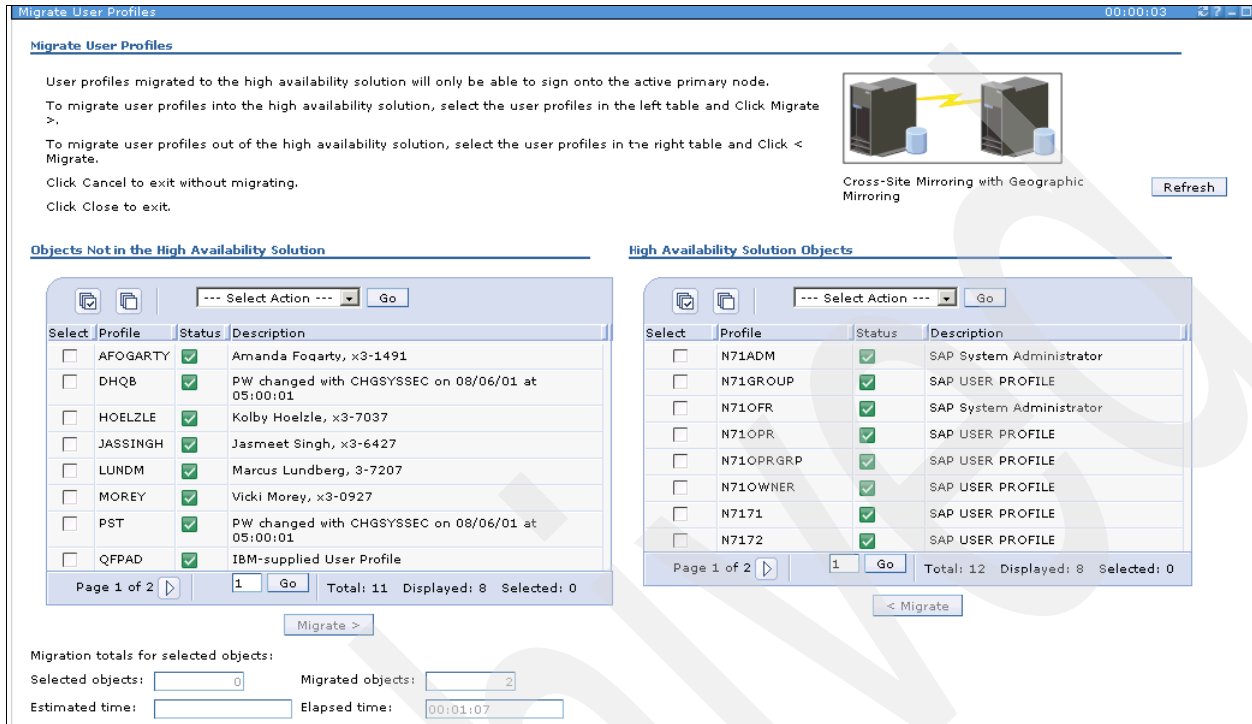 Migrate User Profiles 00:00:03
Migrate User Profiles
User profiles migrated to the high availability solution will only be able to sign onto the active primary node.
To migrate user profiles into the high availability solution, select the user profiles in the left table and Click Migrate
>.
To migrate user profiles out of the high availability solution, select the user profiles in the right table and Click <
Migrate.
Click Cancel to exit without migrating.
Click Close to exit.
Cross-Site Mirroring with Geographic
Mirroring
Refresh
Objects Not in the High Availability Solution
--- Select Action --- Go
Select Profile Status Description
AFOGARTY Amanda Fogarty, x3-1491
DHQB PW changed with CHGSYSSEC on 08/06/01 at
05:00:01
HOELZLE Kolby Hoelzle, x3-7037
JASSINGH Jasmeet Singh, x3-6427
LUNDM Marcus Lundberg, 3-7207
MOREY Vicki Morey, x3-0927
PST PW changed with CHGSYSSEC on 08/06/01 at
05:00:01
QFPAD IBM-supplied User Profile
Page 1 of 2 1 Go Total: 11 Displayed: 8 Selected: 0
Migrate >
High Availability Solution Objects
--- Select Action --- Go
Select Profile Status Description
N71ADM SAP System Administrator
N71GROUP SAP USER PROFILE
N71OFR SAP System Administrator
N71OPR SAP USER PROFILE
N71OPRGRP SAP USER PROFILE
N71OWNER SAP USER PROFILE
N7171 SAP USER PROFILE
N7172 SAP USER PROFILE
Page 1 of 2 1 Go Total: 12 Displayed: 8 Selected: 0
< Migrate
Migration totals for selected objects:
Selected objects: 0 Migrated objects: 2
Estimated time: Elapsed time: 00:01:07